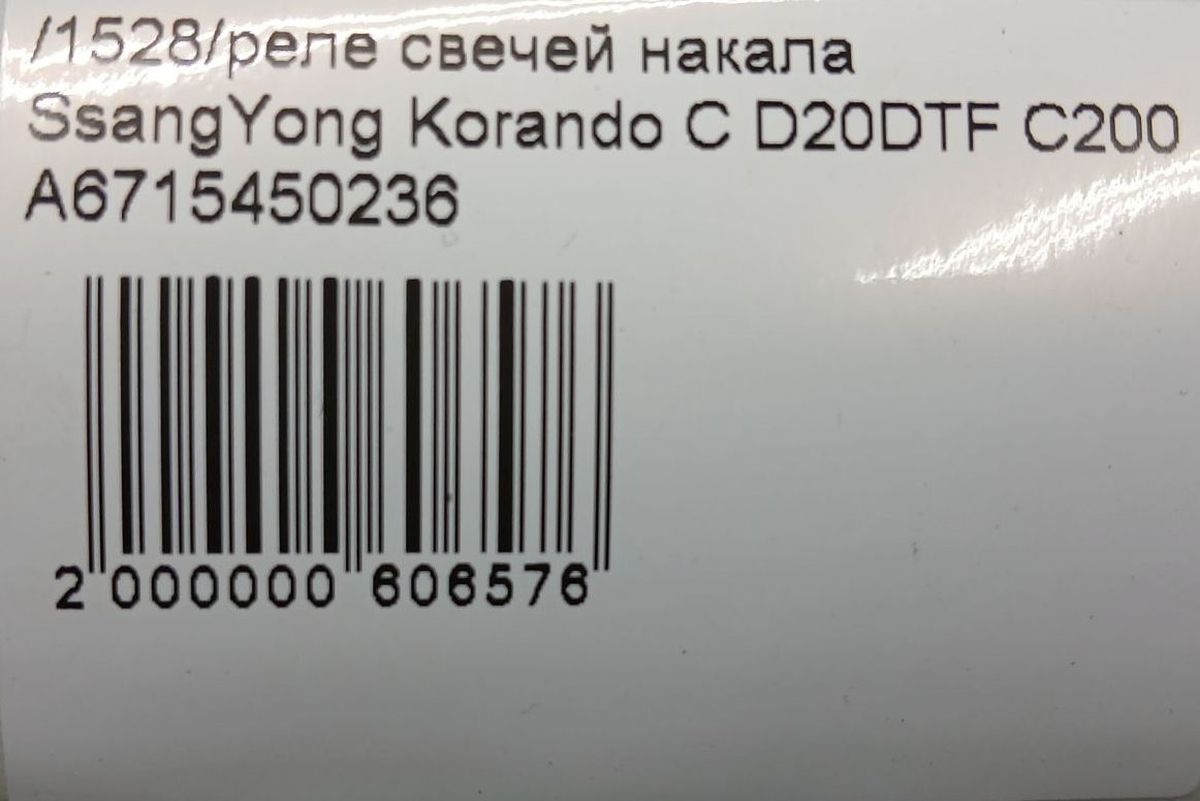 /1528/реле свечей накала
SsangYong Korando C D20DTF C200
A6715450236
2 000000 606576